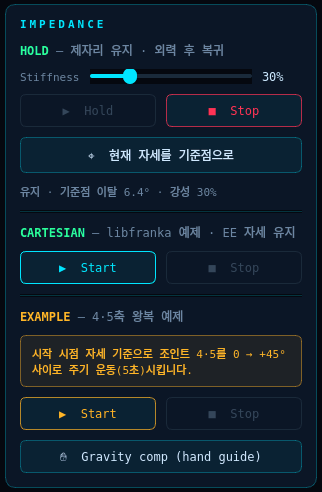 IMPEDANCE
HOLD — 제자리 유지 · 외력 후 복귀
Stiffness 30%
▶ Hold ■ Stop
⌖ 현재 자세를 기준점으로
유지 · 기준점 이탈 6.4° · 강성 30%
CARTESIAN — libfranka 예제 · EE 자세 유지
▶ Start ■ Stop
EXAMPLE — 4·5축 왕복 예제
시작 시점 자세 기준으로 조인트 4·5를 0 → +45°
사이로 주기 운동(5초)시킵니다.
▶ Start ■ Stop
Gravity comp (hand guide)